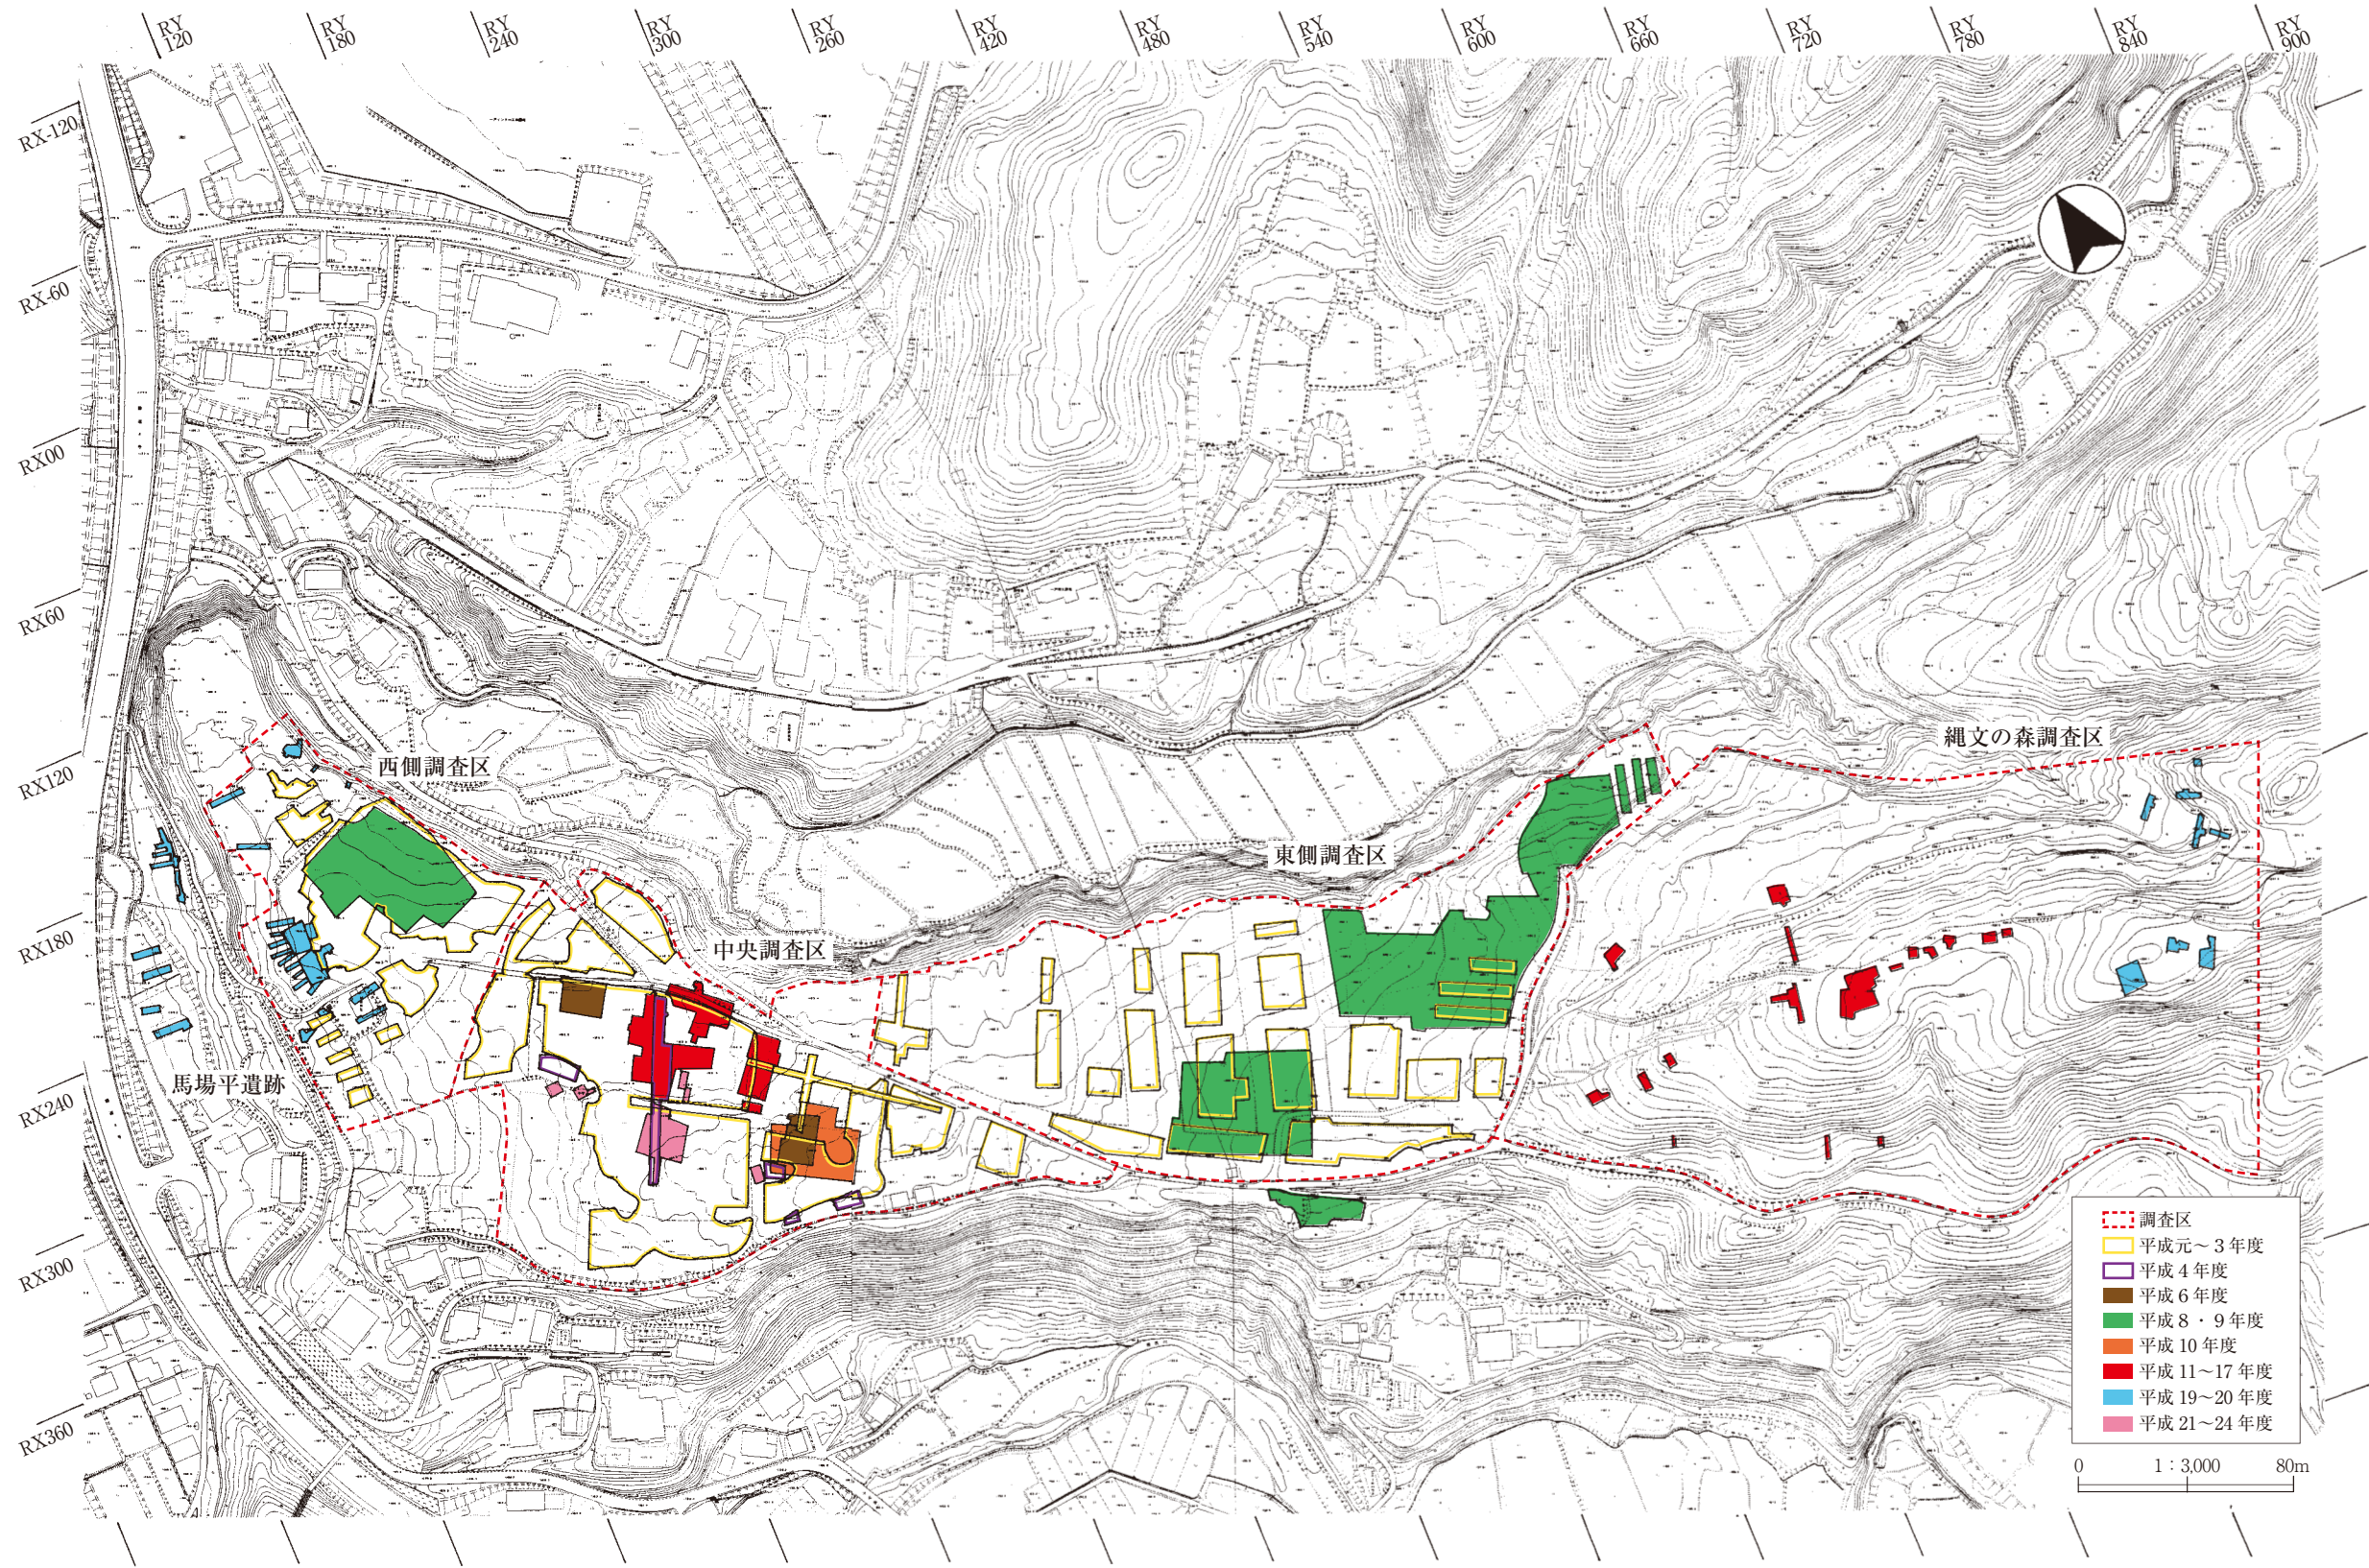 RY
120
RY
180
RY
240
RY
300
RY
260
RY
420
RY
480
RY
540
RY
600
RY
660
RY
720
RY
780
RY
840
RY
900
RX-120
RX-60
RX00
RX60
RX120
RX180
RX240
RX300
RX360
西側調査区
中央調査区
東側調査区
縄文の森調査区
馬場平遺跡
調査区
平成元～3年度
平成4年度
平成6年度
平成8・9年度
平成10年度
平成11～17年度
平成19～20年度
平成21～24年度
0 1:3,000 80m